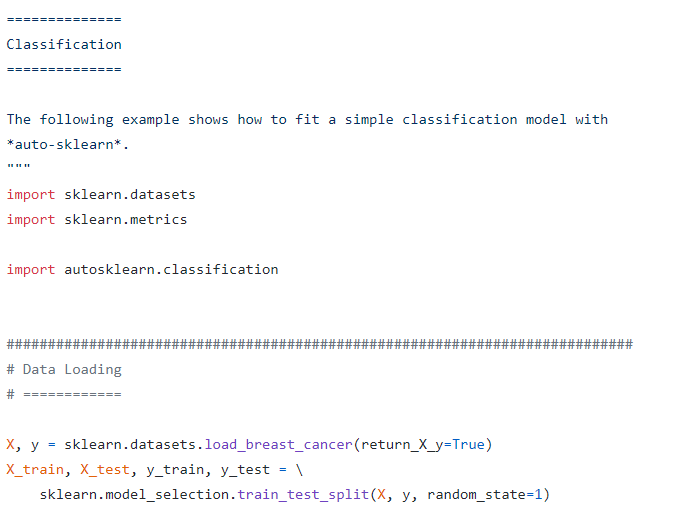 ==============
Classification
==============
The following example shows how to fit a simple classification model with
*auto-sklearn*.
"""
import sklearn.datasets
import sklearn.metrics
import autosklearn.classification
############################################################################
# Data Loading
# ============
X, y = sklearn.datasets.load_breast_cancer(return_X_y=True)
X_train, X_test, y_train, y_test = \
    sklearn.model_selection.train_test_split(X, y, random_state=1)